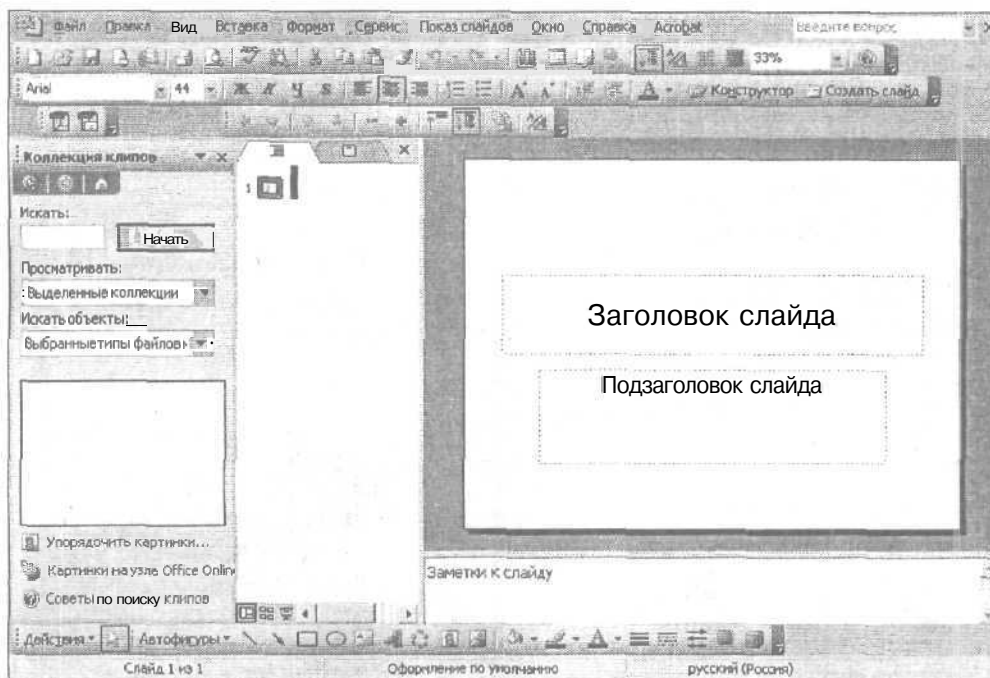 Файл Правка Вид Вставка Формат Сервис Показ слайдов Окно Справка Acrobat Введите вопрос
33%
Arial 44 Ж К Ч S A A A Конструктор Создать слайд
Коллекция клипов
1
Искать:
Начать
Просматривать:
Выделенные коллекции
Искать объекты:
Выбранные типы файлов
Заголовок слайда
Подзаголовок слайда
Упорядочить картинки...
Картинки на узле Office Online
Советы по поиску клипов
Заметки к слайду
Действия Автофигуры A
Слайд 1 из 1 Оформление по умолчанию русский (Россия)